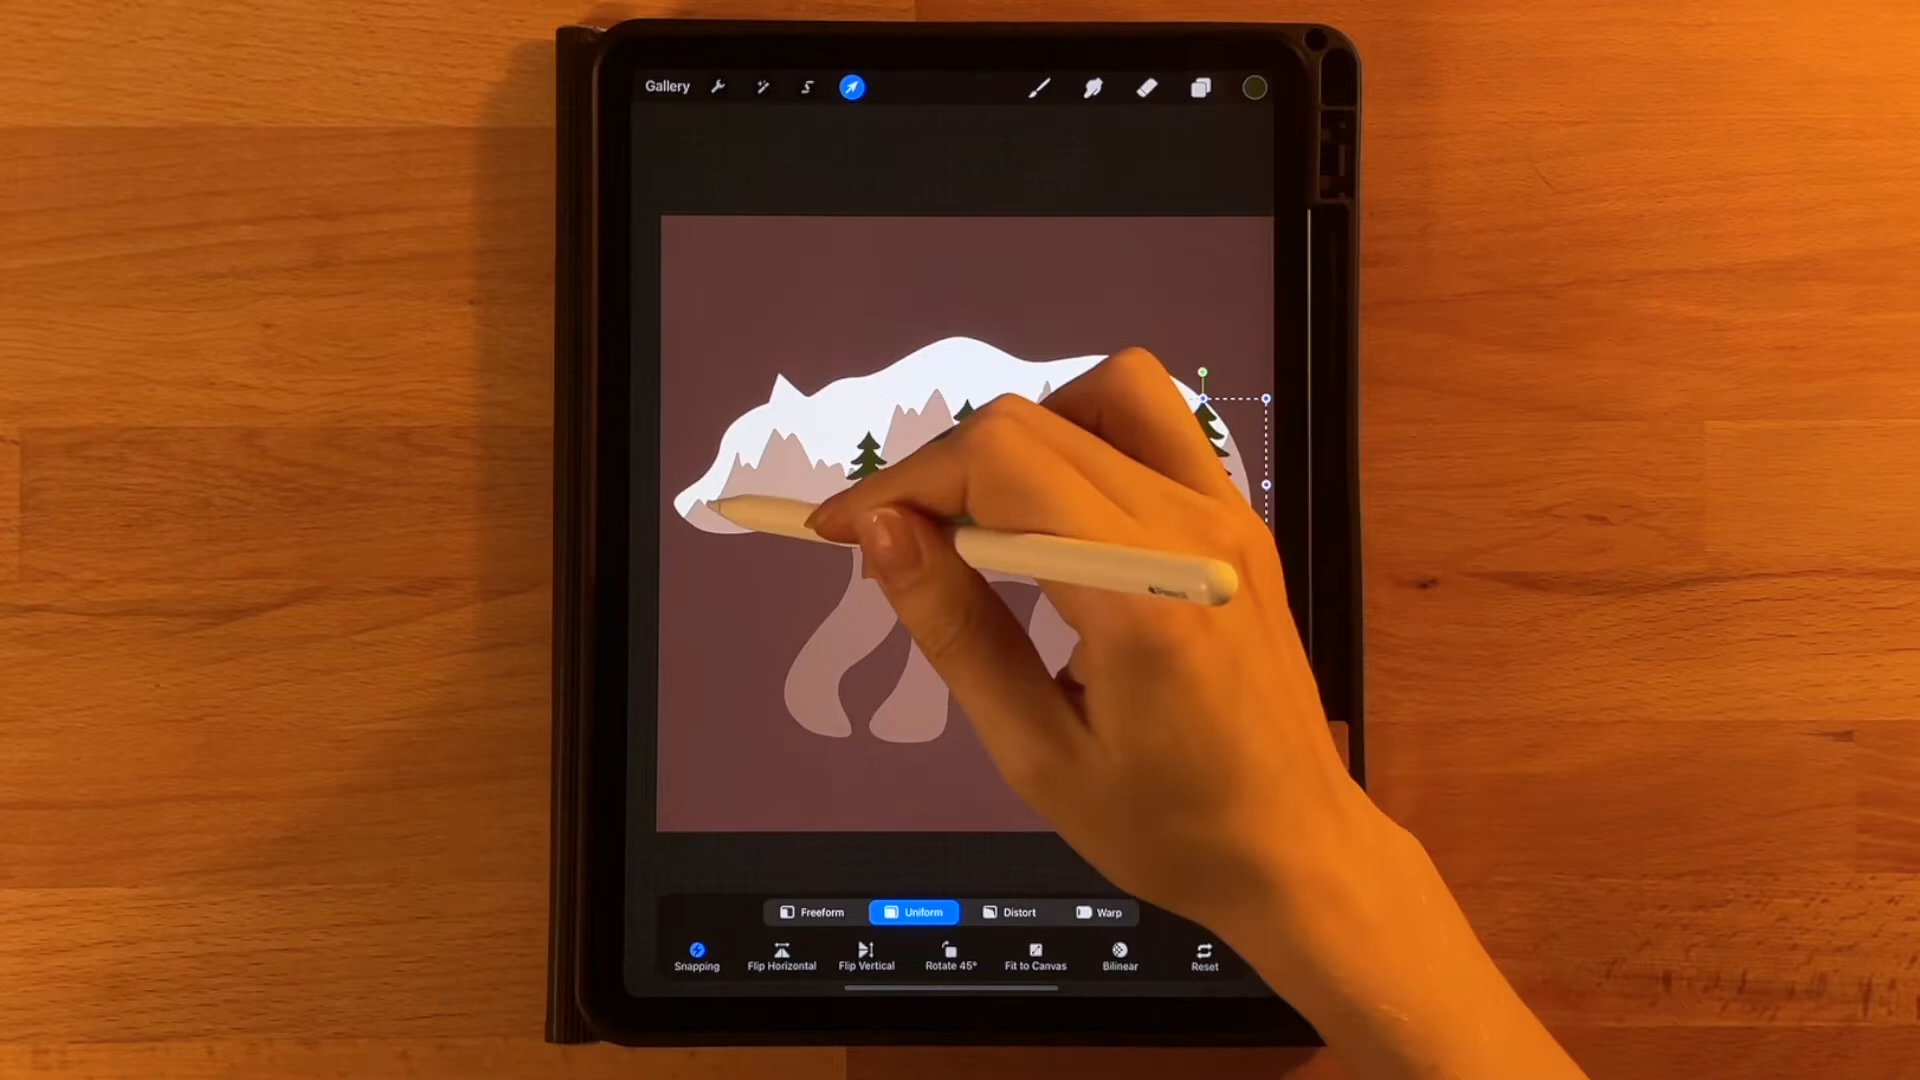 Gallery
Freeform Uniform Distort Warp
Snapping Flip Horizontal Flip Vertical Rotate 45° Fit to Canvas Bilinear Reset